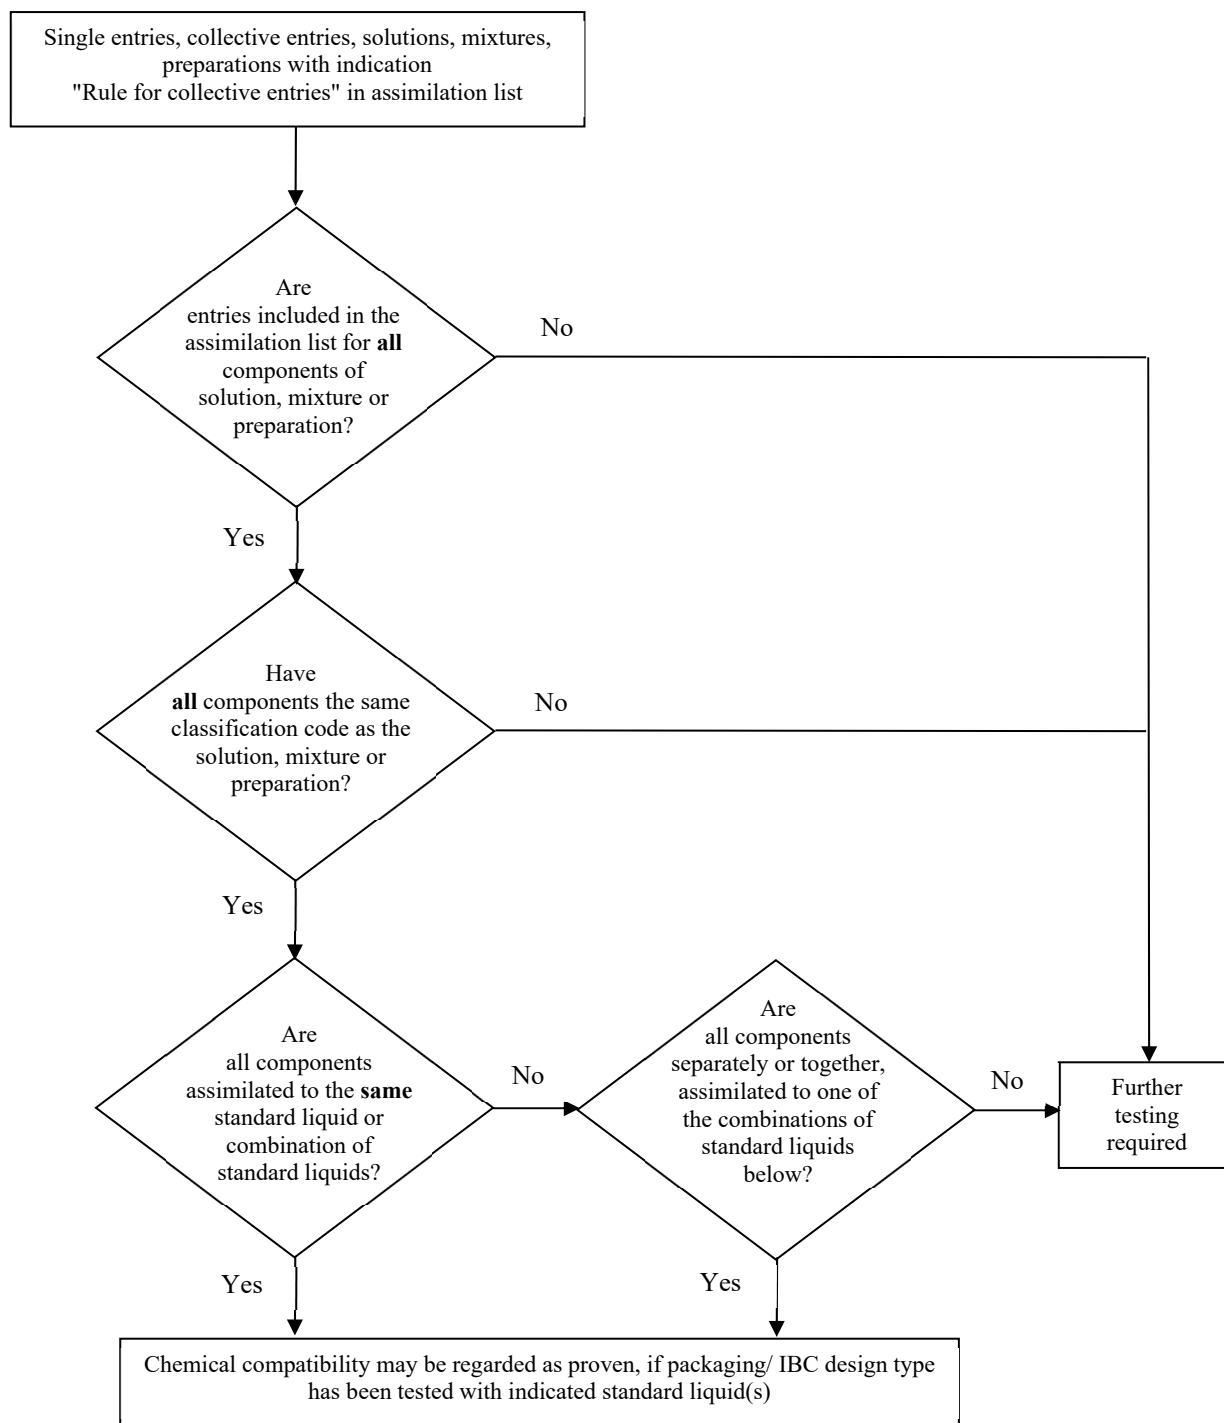 Single entries, collective entries, solutions, mixtures,
preparations with indication
"Rule for collective entries" in assimilation list
Are
entries included in the
assimilation list for all
components of
solution, mixture or
preparation?
No
Yes
Have
all components the same
classification code as the
solution, mixture or
preparation?
No
Yes
Are
all components
assimilated to the same
standard liquid or
combination of
standard liquids?
No
Are
all components
separately or together,
assimilated to one of
the combinations of
standard liquids
below?
No
Further
testing
required
Yes
Yes
Chemical compatibility may be regarded as proven, if packaging/ IBC design type
has been tested with indicated standard liquid(s)